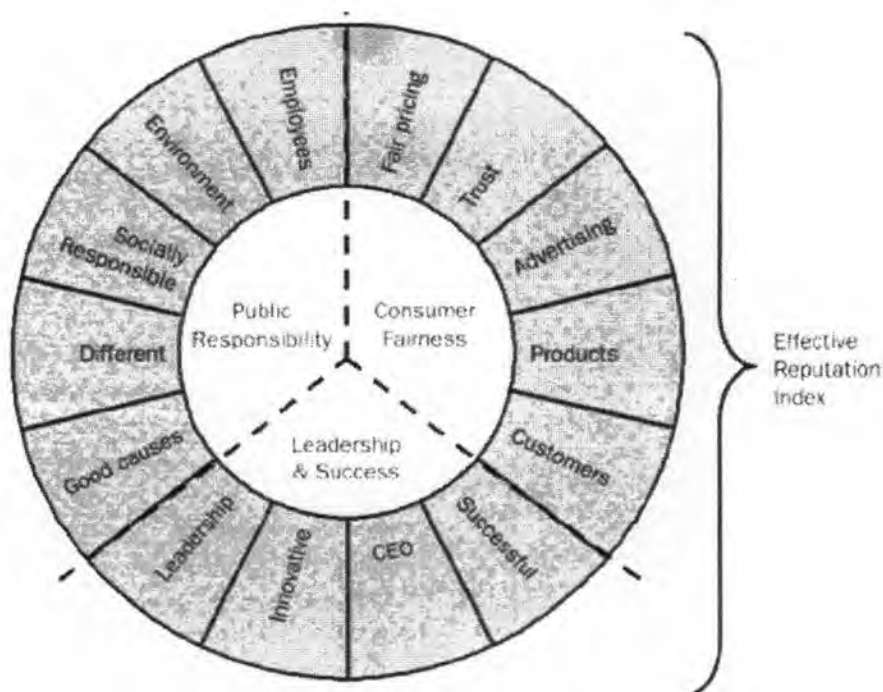 Employees
Fair pricing
Environment
Trust
Socially
Responsible
Advertising
Public
Responsibility
Consumer
Fairness
Different
Products
Effective
Reputation
Index
Good causes
Leadership
& Success
Customers
Leadership
Innovative
CEO
Successful